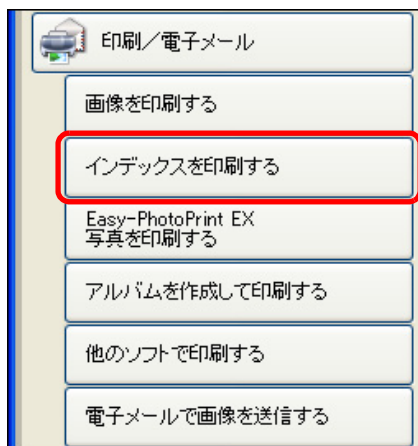 印刷／電子メール
画像を印刷する
インデックスを印刷する
Easy-PhotoPrint EX
写真を印刷する
アルバムを作成して印刷する
他のソフトで印刷する
電子メールで画像を送信する